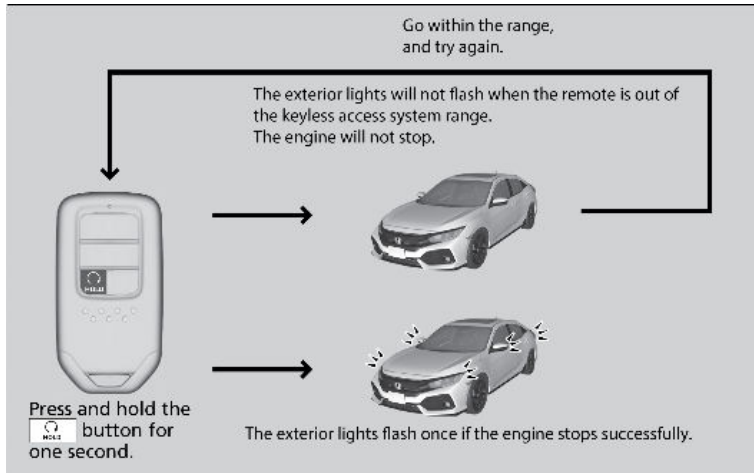 Go within the range,
and try again.
The exterior lights will not flash when the remote is out of
the keyless access system range.
The engine will not stop.
HOLD
Press and hold the
HOLD button for
one second.
The exterior lights flash once if the engine stops successfully.